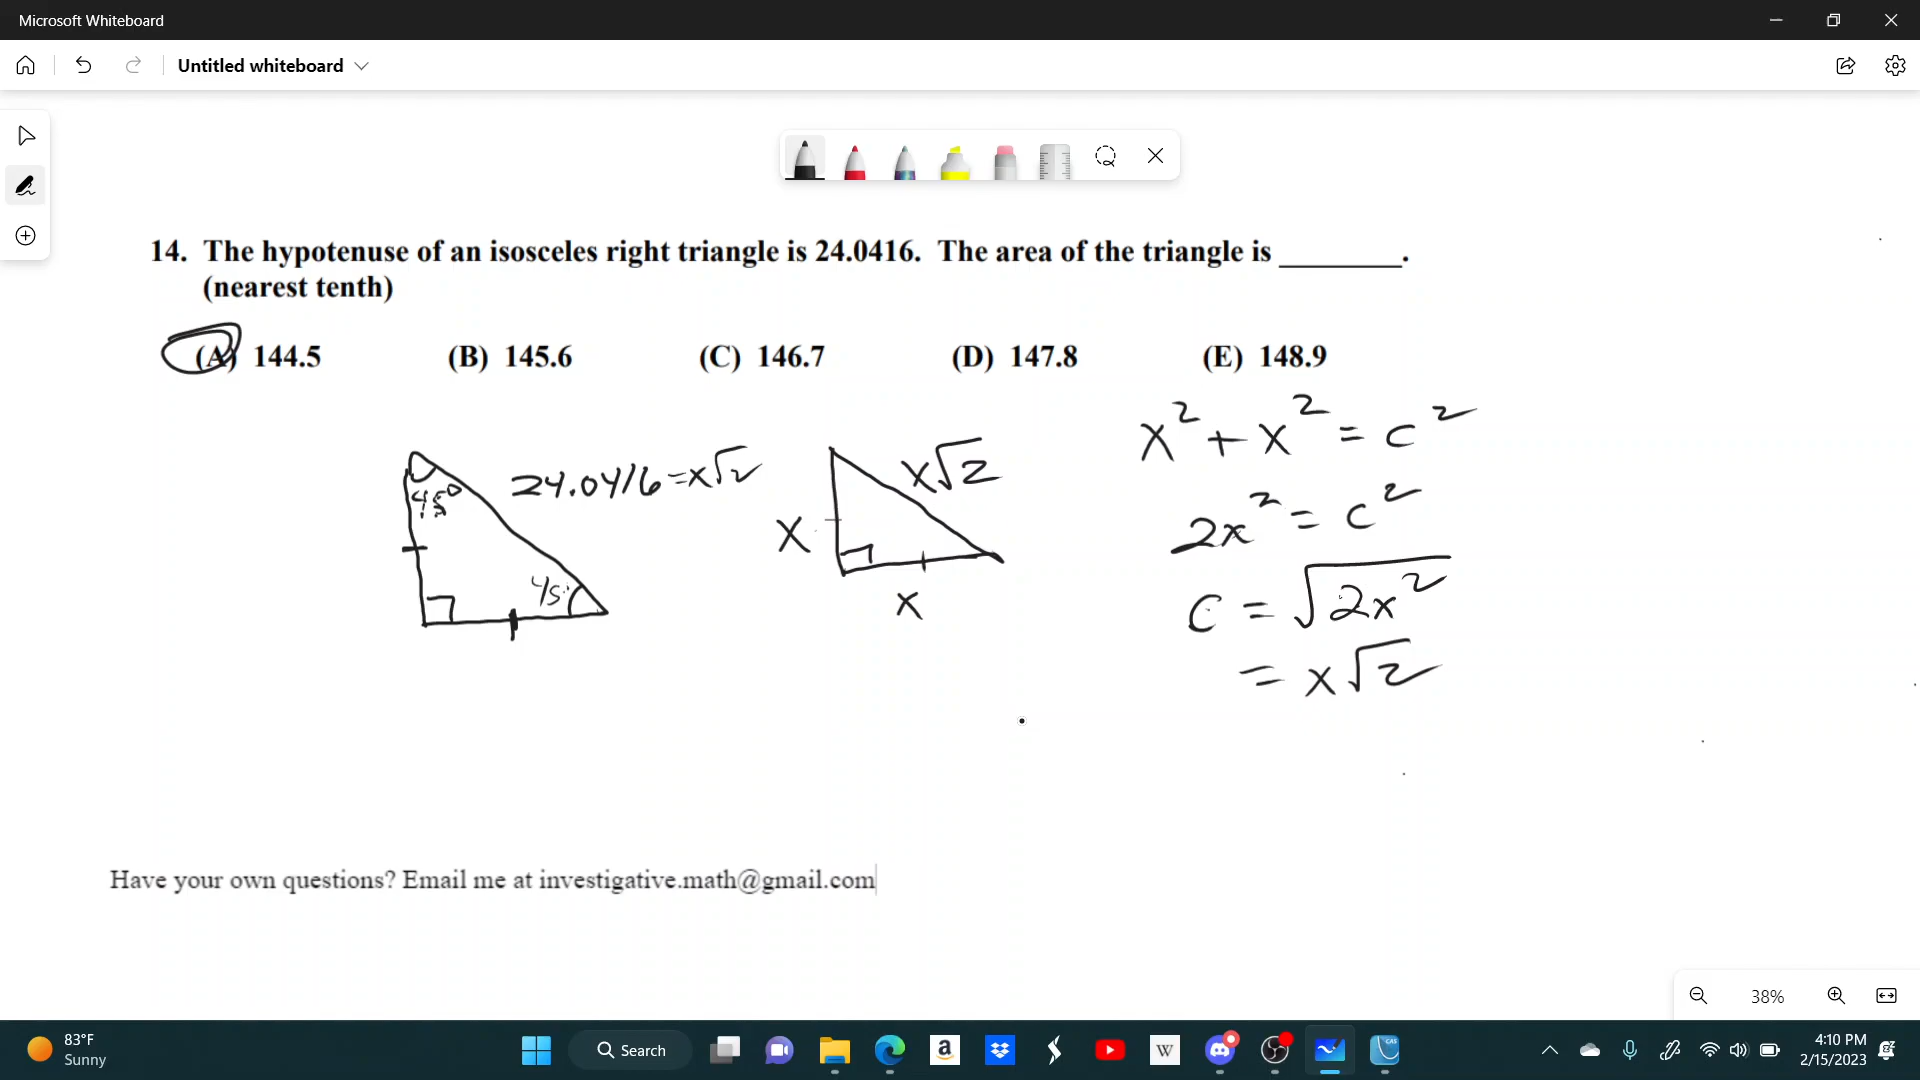 Microsoft Whiteboard
Untitled whiteboard
14. The hypotenuse of an isosceles right triangle is 24.0416. The area of the triangle is ________.
(nearest tenth)
(A) 144.5 (B) 145.6 (C) 146.7 (D) 147.8 (E) 148.9
x² + x² = c²
24.0416 = x√2
x√2
45°
2x² = c²
x
45°
c = √2x²
x
= x√2
Have your own questions? Email me at investigative.math@gmail.com
38%
83°F
Sunny
Search
a
W
CAS
4:10 PM
2/15/2023